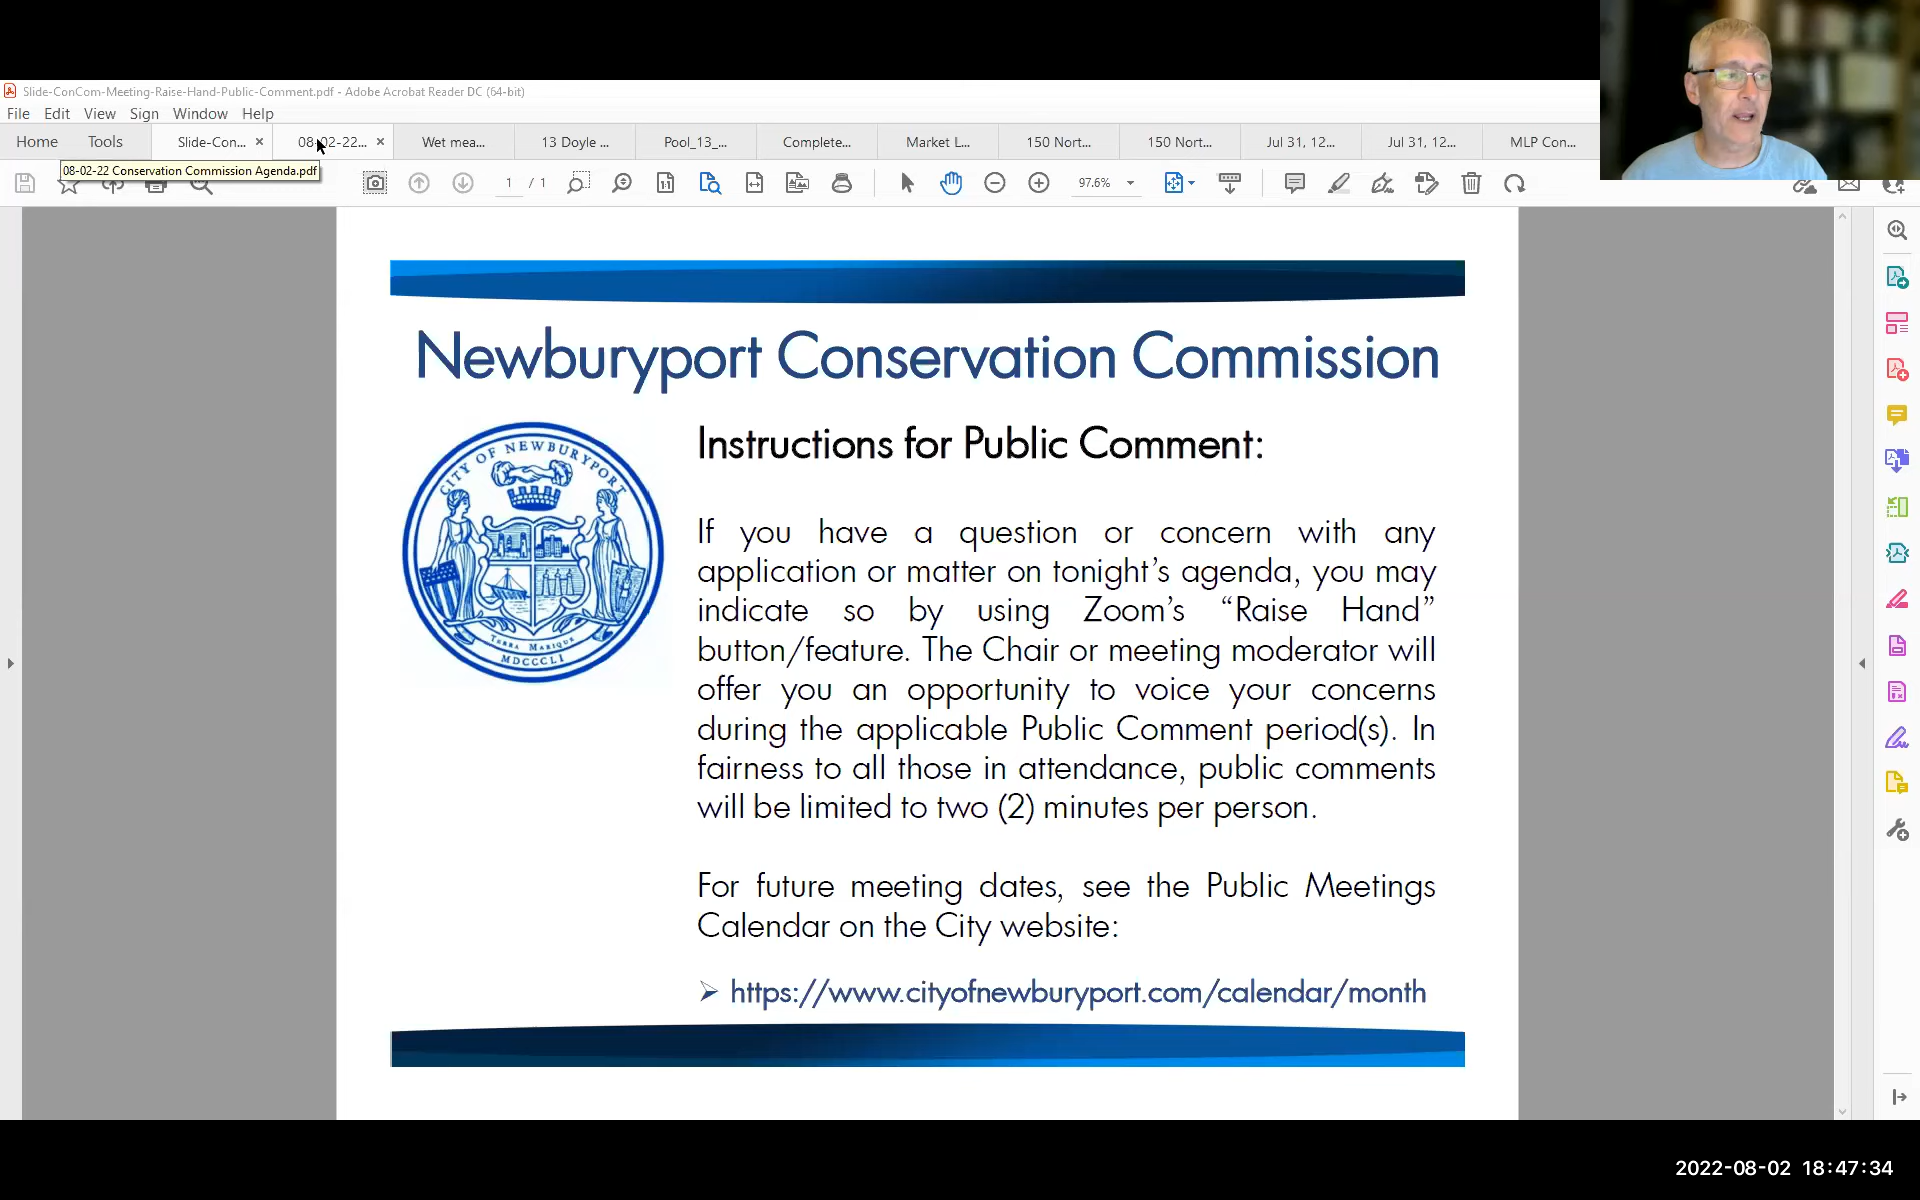 Slide-ConCom-Meeting-Raise-Hand-Public-Comment.pdf - Adobe Acrobat Reader DC (64-bit)
File Edit View Sign Window Help
Home Tools Slide-Con... × 08-02-22... × Wet mea... 13 Doyle ... Pool_13_... Complete... Market L... 150 Nort... 150 Nort... Jul 31, 12... Jul 31, 12... MLP Con...
08-02-22 Conservation Commission Agenda.pdf
1 / 1 97.6%
Newburyport Conservation Commission
CITY OF NEWBURYPORT
TERRA MARIQUE
MDCCCLI
Instructions for Public Comment:
If you have a question or concern with any
application or matter on tonight’s agenda, you may
indicate so by using Zoom’s “Raise Hand”
button/feature. The Chair or meeting moderator will
offer you an opportunity to voice your concerns
during the applicable Public Comment period(s). In
fairness to all those in attendance, public comments
will be limited to two (2) minutes per person.
For future meeting dates, see the Public Meetings
Calendar on the City website:
➢ https://www.cityofnewburyport.com/calendar/month
2022-08-02 18:47:34